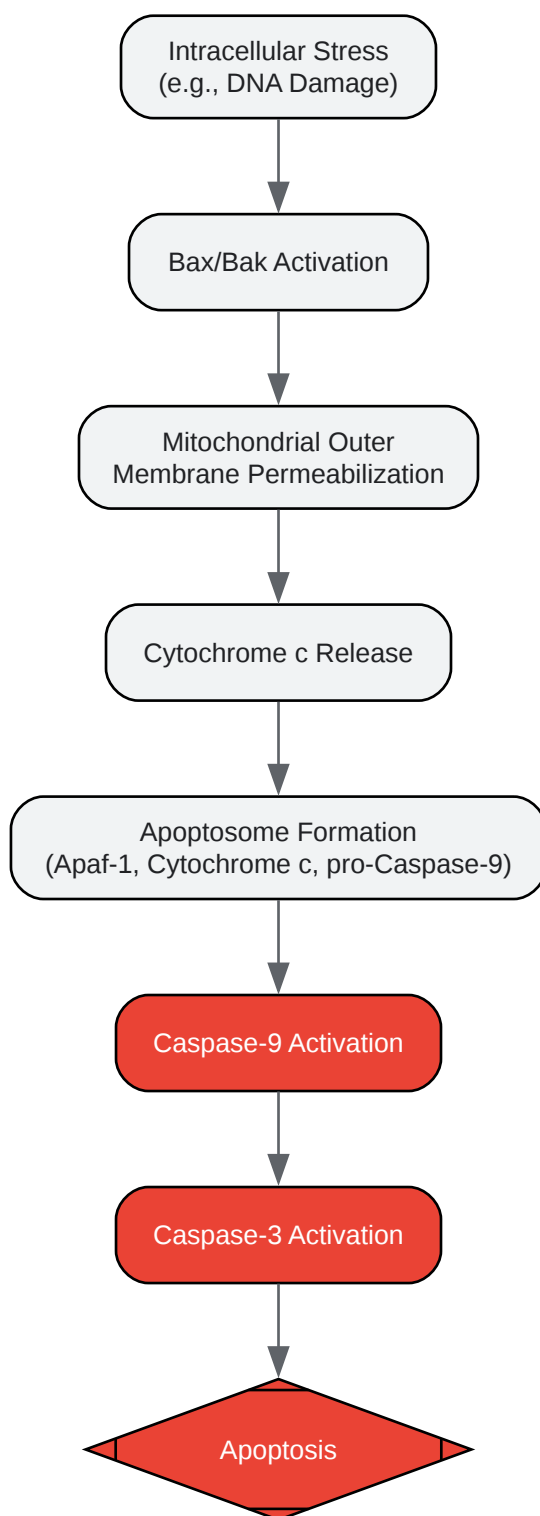 Intracellular Stress
(e.g., DNA Damage)
Bax/Bak Activation
Mitochondrial Outer
Membrane Permeabilization
Cytochrome c Release
Apoptosome Formation
(Apaf-1, Cytochrome c, pro-Caspase-9)
Caspase-9 Activation
Caspase-3 Activation
Apoptosis